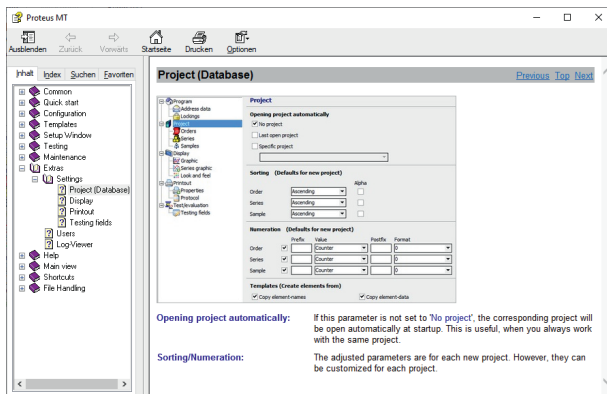 Proteus MT
Ausblenden Zurück Vorwärts Startseite Drucken Optionen
Inhalt Index Suchen Favoriten
Common
Quick start
Configuration
Templates
Setup Window
Testing
Maintenance
Extras
Settings
Project (Database)
Display
Printout
Testing fields
Users
Log-Viewer
Help
Main view
Shortcuts
File Handling
Project (Database) Previous Top Next
Program
Address data
Lockings
Project
Orders
Series
Samples
Display
Graphic
Series graphic
Look and feel
Printout
Properties
Protocol
Test/evaluation
Testing fields
Project
Opening project automatically
No project
Last open project
Specific project
Sorting (Defaults for new project)
Alpha
Order Ascending
Series Ascending
Sample Ascending
Numeration (Defaults for new project)
Prefix Value Postfix Format
Order Counter 0
Series Counter 0
Sample Counter 0
Templates (Create elements from)
Copy element-names Copy element-data
Opening project automatically: If this parameter is not set to 'No project', the corresponding project will
be open automatically at startup. This is useful, when you always work
with the same project.
Sorting/Numeration: The adjusted parameters are for each new project. However, they can
be customized for each project.